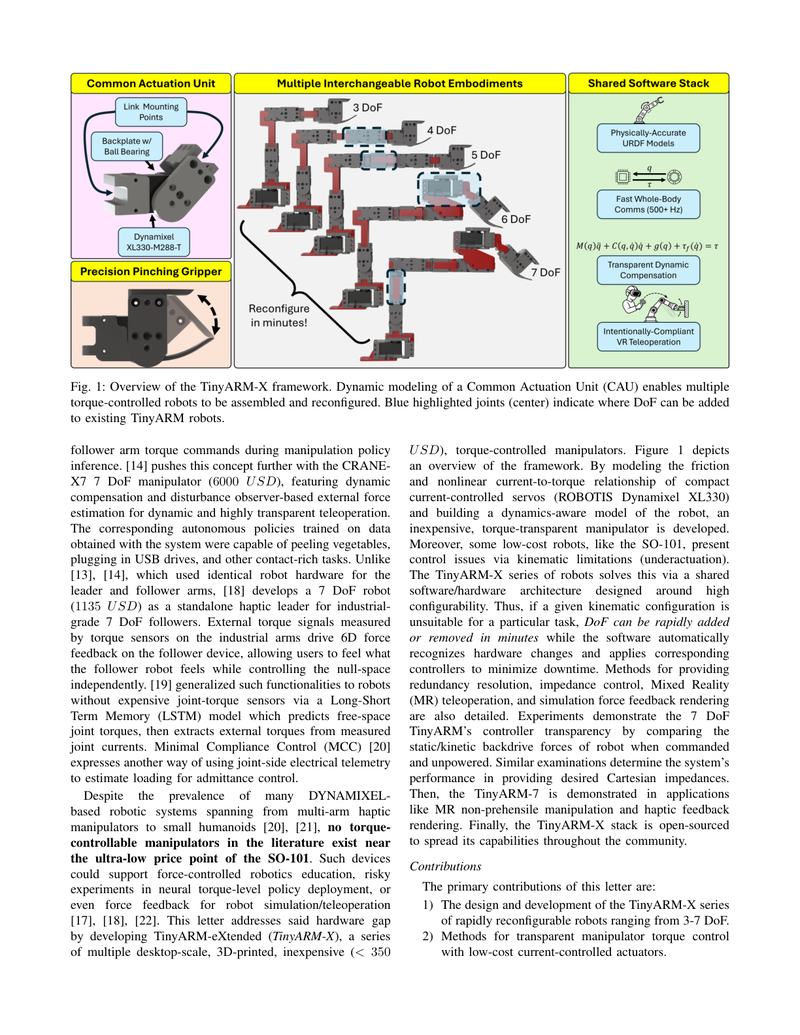 Common Actuation Unit
Link Mounting
Points
Backplate w/
Ball Bearing
Dynamixel
XL330-M288-T
Precision Pinching Gripper
Multiple Interchangeable Robot Embodiments
3 DoF
4 DoF
5 DoF
6 DoF
7 DoF
Reconfigure
in minutes!
Shared Software Stack
Physically-Accurate
URDF Models
q
τ
Fast Whole-Body
Comms (500+ Hz)
M(q)q̈ + C(q, q̇)q̇ + g(q) + τf(q̇) = τ
Transparent Dynamic
Compensation
Intentionally-Compliant
VR Teleoperation
Fig. 1: Overview of the TinyARM-X framework. Dynamic modeling of a Common Actuation Unit (CAU) enables multiple
torque-controlled robots to be assembled and reconfigured. Blue highlighted joints (center) indicate where DoF can be added
to existing TinyARM robots.
follower arm torque commands during manipulation policy
inference. [14] pushes this concept further with the CRANE-
X7 7 DoF manipulator (6000 USD), featuring dynamic
compensation and disturbance observer-based external force
estimation for dynamic and highly transparent teleoperation.
The corresponding autonomous policies trained on data
obtained with the system were capable of peeling vegetables,
plugging in USB drives, and other contact-rich tasks. Unlike
[13], [14], which used identical robot hardware for the
leader and follower arms, [18] develops a 7 DoF robot
(1135 USD) as a standalone haptic leader for industrial-
grade 7 DoF followers. External torque signals measured
by torque sensors on the industrial arms drive 6D force
feedback on the follower device, allowing users to feel what
the follower robot feels while controlling the null-space
independently. [19] generalized such functionalities to robots
without expensive joint-torque sensors via a Long-Short
Term Memory (LSTM) model which predicts free-space
joint torques, then extracts external torques from measured
joint currents. Minimal Compliance Control (MCC) [20]
expresses another way of using joint-side electrical telemetry
to estimate loading for admittance control.
Despite the prevalence of many DYNAMIXEL-
based robotic systems spanning from multi-arm haptic
manipulators to small humanoids [20], [21], no torque-
controllable manipulators in the literature exist near
the ultra-low price point of the SO-101. Such devices
could support force-controlled robotics education, risky
experiments in neural torque-level policy deployment, or
even force feedback for robot simulation/teleoperation
[17], [18], [22]. This letter addresses said hardware gap
by developing TinyARM-eXtended (TinyARM-X), a series
of multiple desktop-scale, 3D-printed, inexpensive (< 350
USD), torque-controlled manipulators. Figure 1 depicts
an overview of the framework. By modeling the friction
and nonlinear current-to-torque relationship of compact
current-controlled servos (ROBOTIS Dynamixel XL330)
and building a dynamics-aware model of the robot, an
inexpensive, torque-transparent manipulator is developed.
Moreover, some low-cost robots, like the SO-101, present
control issues via kinematic limitations (underactuation).
The TinyARM-X series of robots solves this via a shared
software/hardware architecture designed around high
configurability. Thus, if a given kinematic configuration is
unsuitable for a particular task, DoF can be rapidly added
or removed in minutes while the software automatically
recognizes hardware changes and applies corresponding
controllers to minimize downtime. Methods for providing
redundancy resolution, impedance control, Mixed Reality
(MR) teleoperation, and simulation force feedback rendering
are also detailed. Experiments demonstrate the 7 DoF
TinyARM's controller transparency by comparing the
static/kinetic backdrive forces of robot when commanded
and unpowered. Similar examinations determine the system's
performance in providing desired Cartesian impedances.
Then, the TinyARM-7 is demonstrated in applications
like MR non-prehensile manipulation and haptic feedback
rendering. Finally, the TinyARM-X stack is open-sourced
to spread its capabilities throughout the community.
Contributions
The primary contributions of this letter are:
1) The design and development of the TinyARM-X series
of rapidly reconfigurable robots ranging from 3-7 DoF.
2) Methods for transparent manipulator torque control
with low-cost current-controlled actuators.